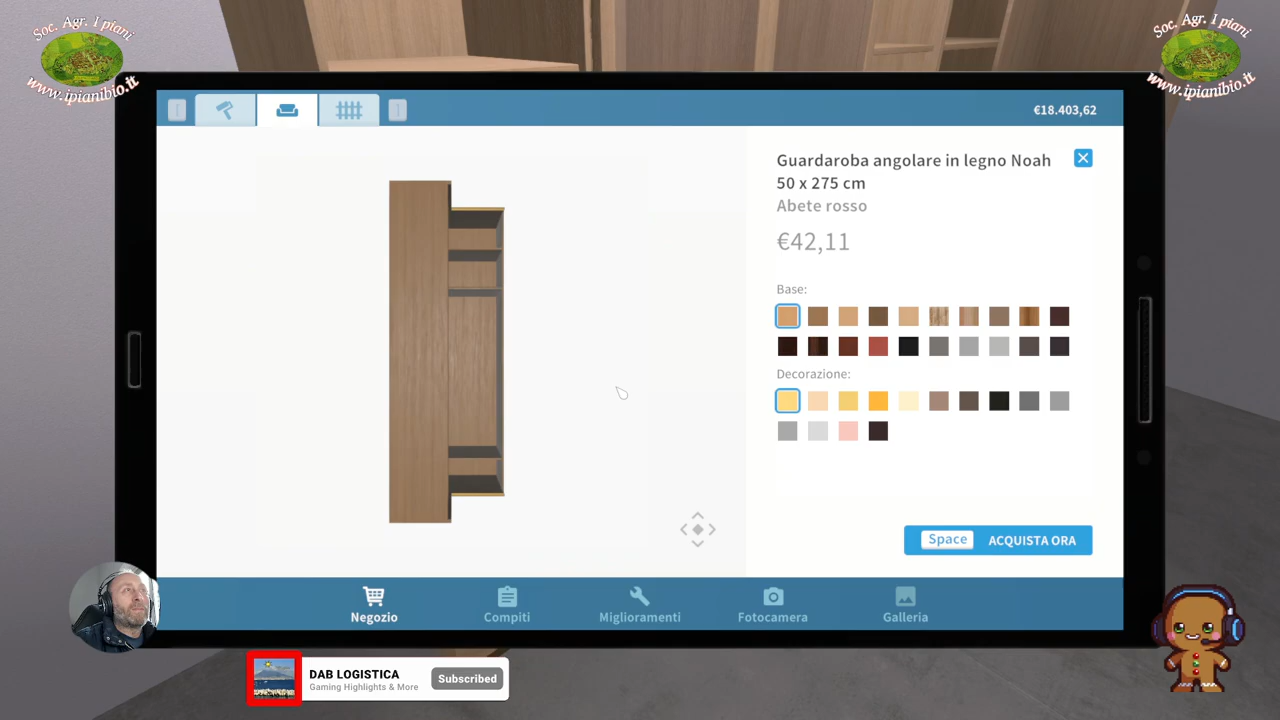 Soc. Agr. I piani
www.ipianibio.it
Soc. Agr. I piani
www.ipianibio.it
€18.403,62
Guardaroba angolare in legno Noah
50 x 275 cm
Abete rosso
€42,11
Base:
Decorazione:
Space ACQUISTA ORA
Negozio
Compiti
Miglioramenti
Fotocamera
Galleria
DAB LOGISTICA
Gaming Highlights & More
Subscribed